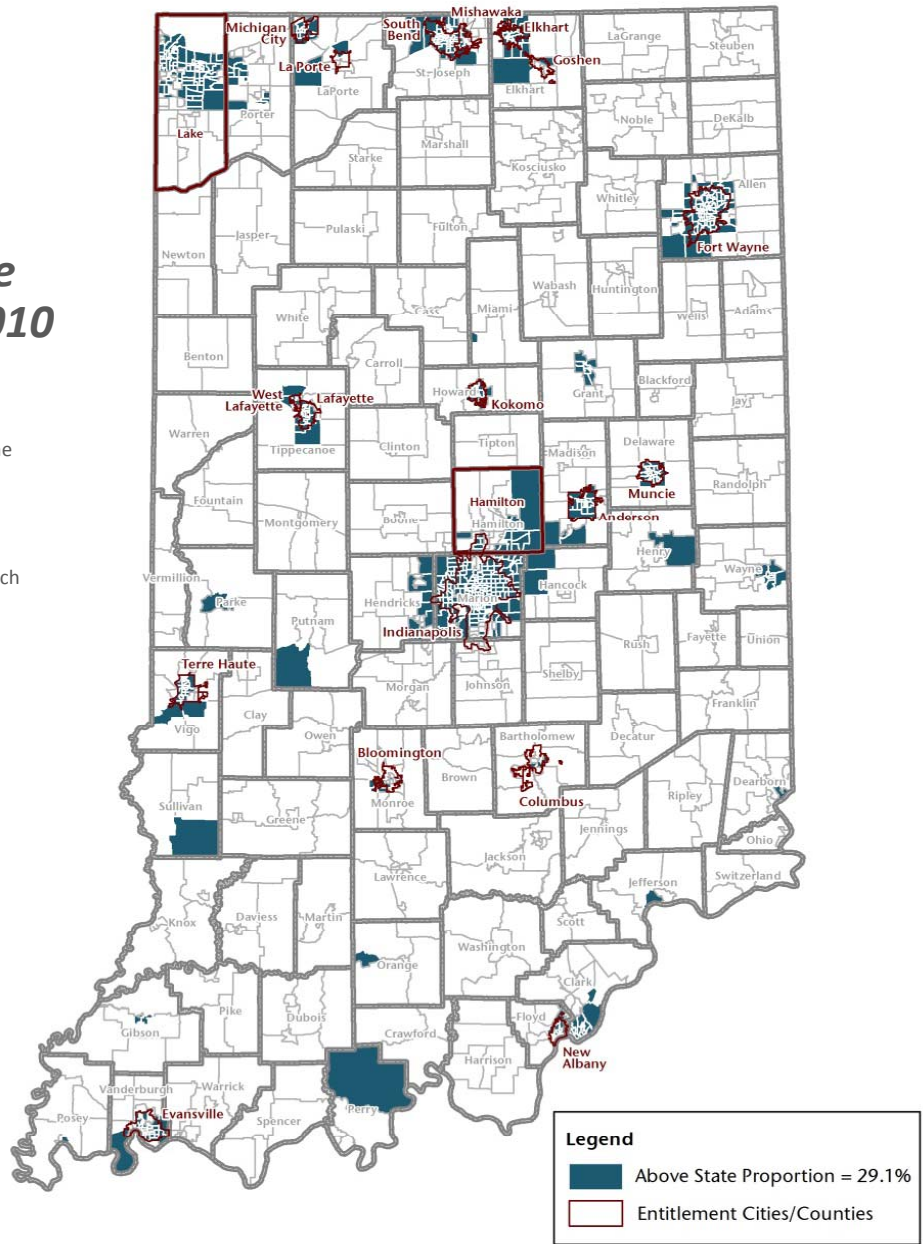 e
010
ne
ch
Mishawaka
Michigan
City
South
Bend
Elkhart
LaGrange
Steuben
Goshen
La Porte
St. Joseph
LaPorte
Elkhart
Porter
Lake
Noble
DeKalb
Marshall
Starke
Kosciusko
Allen
Whitley
Pulaski
Fulton
Jasper
Newton
Fort Wayne
Wabash
Huntington
Miami
Cass
White
Wells
Adams
Benton
Carroll
Blackford
Grant
Howard
Kokomo
West
Lafayette
Lafayette
Jay
Warren
Tippecanoe
Clinton
Tipton
Madison
Delaware
Randolph
Muncie
Hamilton
Hamilton
Anderson
Fountain
Montgomery
Boone
Henry
Wayne
Vermillion
Parke
Hendricks
Marion
Hancock
Putnam
Indianapolis
Rush
Fayette
Union
Terre Haute
Morgan
Johnson
Shelby
Franklin
Vigo
Clay
Owen
Bartholomew
Decatur
Bloomington
Brown
Monroe
Columbus
Dearborn
Ripley
Sullivan
Greene
Jennings
Ohio
Jackson
Lawrence
Jefferson
Switzerland
Knox
Daviess
Martin
Scott
Orange
Washington
Clark
Pike
Dubois
Gibson
Crawford
Floyd
Harrison
New
Albany
Vanderburgh
Warrick
Perry
Spencer
Evansville
Posey
Legend
Above State Proportion = 29.1%
Entitlement Cities/Counties